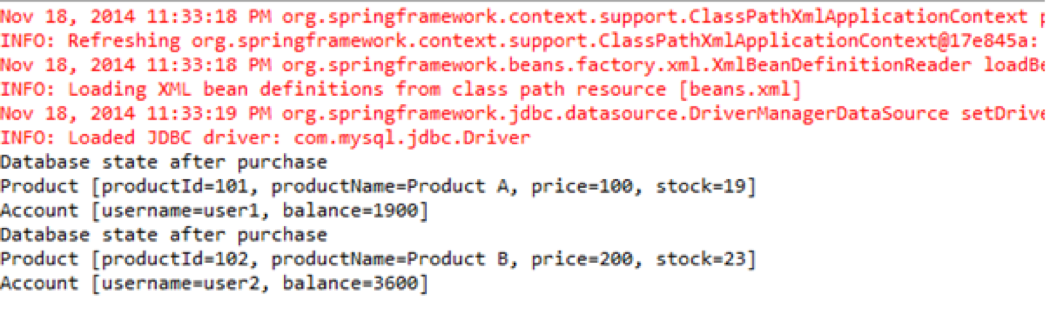 Nov 18, 2014 11:33:18 PM org.springframework.context.support.ClassPathXmlApplicationContext
INFO: Refreshing org.springframework.context.support.ClassPathXmlApplicationContext@17e845a:
Nov 18, 2014 11:33:18 PM org.springframework.beans.factory.xml.XmlBeanDefinitionReader loadBe
INFO: Loading XML bean definitions from class path resource [beans.xml]
Nov 18, 2014 11:33:19 PM org.springframework.jdbc.datasource.DriverManagerDataSource setDrive
INFO: Loaded JDBC driver: com.mysql.jdbc.Driver
Database state after purchase
Product [productId=101, productName=Product A, price=100, stock=19]
Account [username=user1, balance=1900]
Database state after purchase
Product [productId=102, productName=Product B, price=200, stock=23]
Account [username=user2, balance=3600]